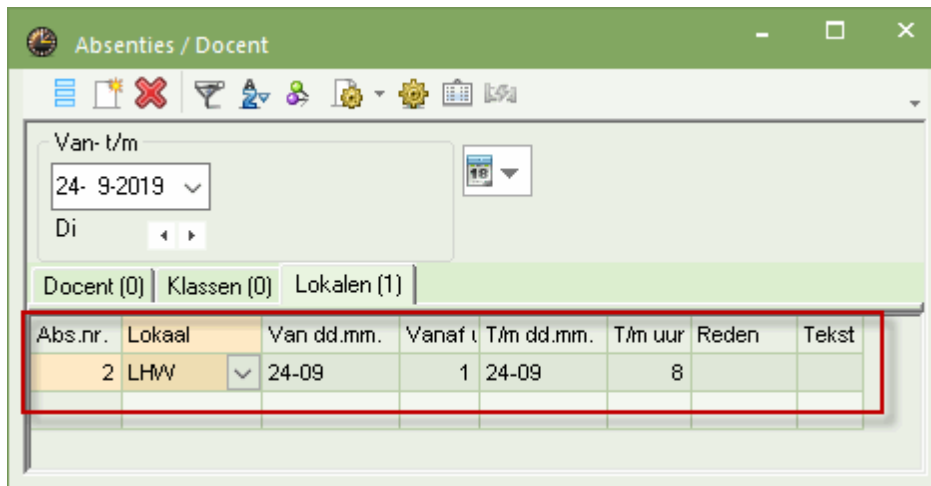 Absenties / Docent
Van- t/m
24- 9-2019
18
Di
Docent (0) Klassen (0) Lokalen (1)
Abs.nr. Lokaal Van dd.mm. Vanaf u T/m dd.mm. T/m uur Reden Tekst
2 LHW 24-09 1 24-09 8